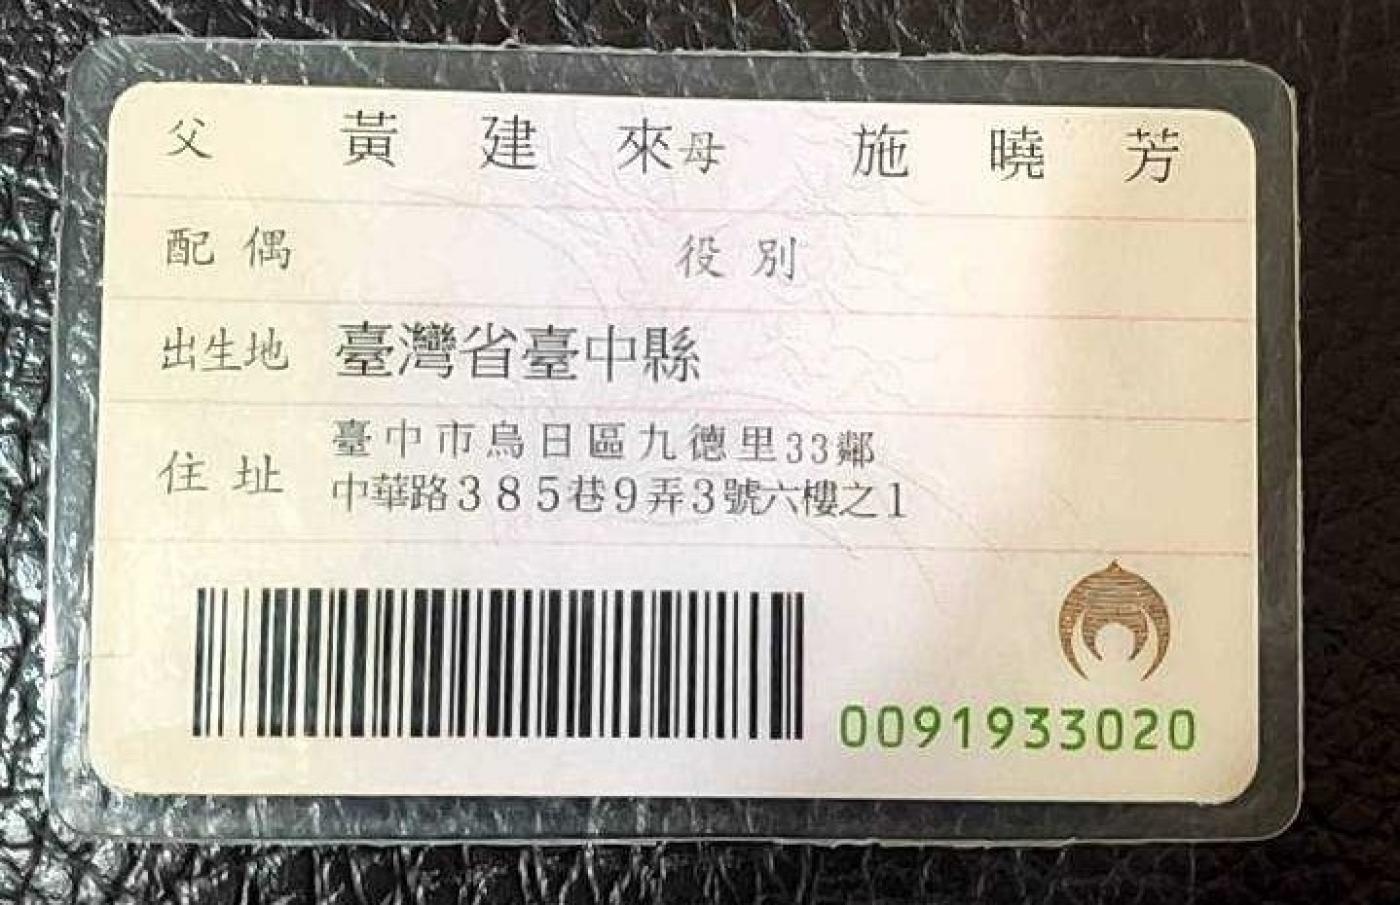 父 黃建來 母 施曉芳
配偶 役別
出生地 臺灣省臺中縣
住址 臺中市烏日區九德里33鄰
中華路385巷9弄3號六樓之1
0091933020